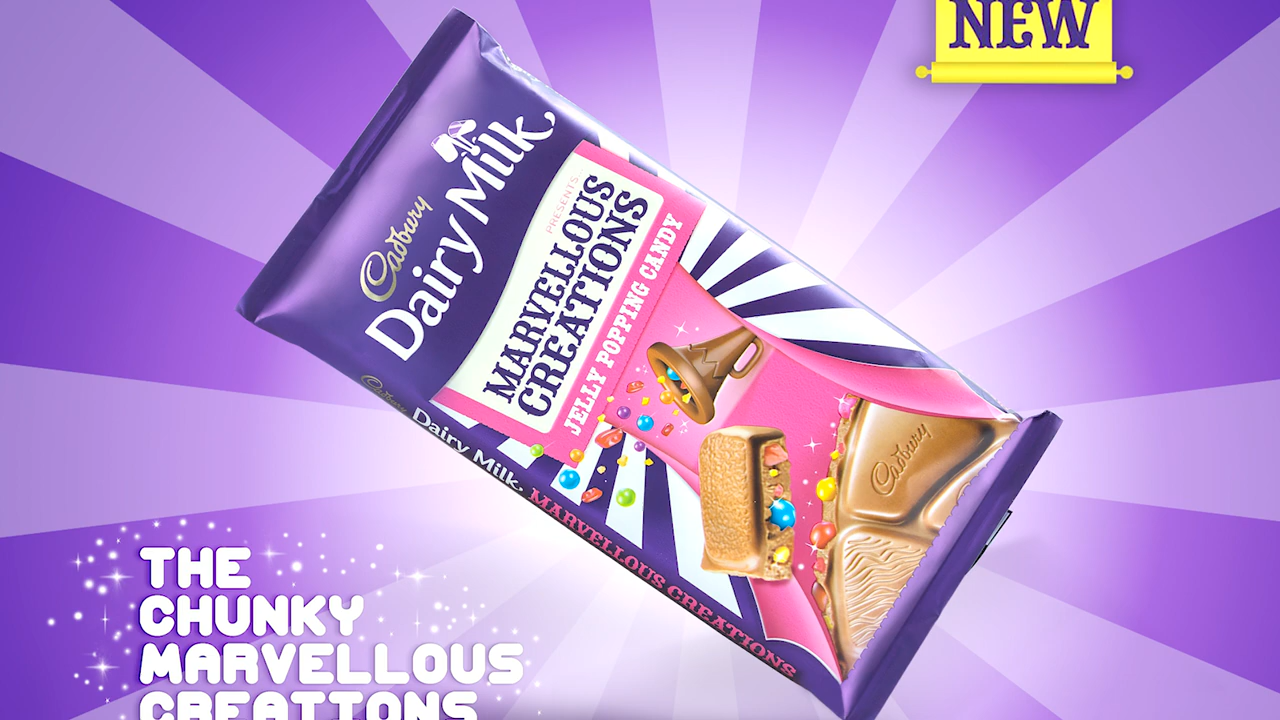 NEW
Cadbury
Dairy Milk
PRESENTS...
MARVELLOUS
CREATIONS
JELLY POPPING CANDY
Cadbury
Cadbury Dairy Milk MARVELLOUS CREATIONS
THE
CHUNKY
MARVELLOUS
CREATIONS